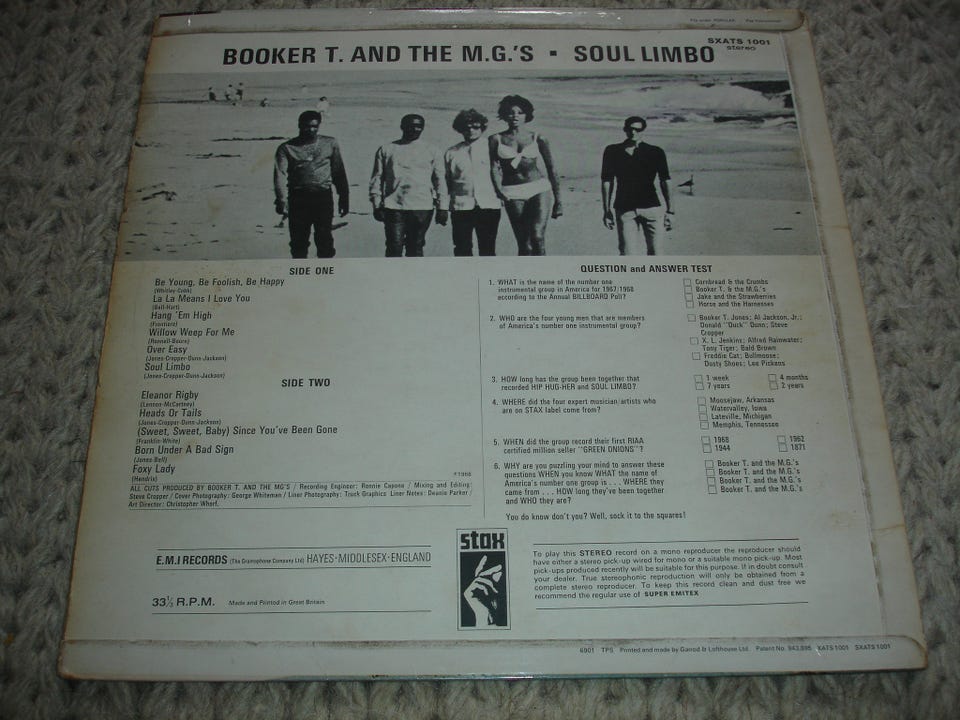 File under POPULAR: Pop Instrumental
SXATS 1001
stereo
BOOKER T. AND THE M.G.'S ▪ SOUL LIMBO
SIDE ONE
Be Young, Be Foolish, Be Happy
(Whitley-Cobb)
La La Means I Love You
(Bell-Hart)
Hang 'Em High
(Frontiere)
Willow Weep For Me
(Ronnell-Boore)
Over Easy
(Jones-Cropper-Dunn-Jackson)
Soul Limbo
(Jones-Cropper-Dunn-Jackson)
SIDE TWO
Eleanor Rigby
(Lennon-McCartney)
Heads Or Tails
(Jones-Cropper-Dunn-Jackson)
(Sweet, Sweet, Baby) Since You've Been Gone
(Franklin-White)
Born Under A Bad Sign
(Jones-Bell)
Foxy Lady
(Hendrix)
℗1968
ALL CUTS PRODUCED BY BOOKER T. AND THE MG'S / Recording Engineer: Ronnie Capone / Mixing and Editing:
Steve Cropper / Cover Photography: George Whiteman / Liner Photography: Trunk Graphics Liner Notes: Deanie Parker /
Art Director: Christopher Whorf.
QUESTION and ANSWER TEST
1. WHAT is the name of the number one
instrumental group in America for 1967/1968
according to the Annual BILLBOARD Poll?
Cornbread & the Crumbs
Booker T. & the M.G.'s
Jake and the Strawberries
Horse and the Harnesses
2. WHO are the four young men that are members
of America's number one instrumental group?
Booker T. Jones; Al Jackson, Jr.;
Donald "Duck" Dunn; Steve
Cropper
X. L. Jenkins; Alfred Rainwater;
Tony Tiger; Bald Brown
Freddie Cat; Bullmoose;
Dusty Shoes; Lee Pickens
3. HOW long has the group been together that
recorded HIP HUG-HER and SOUL LIMBO?
1 week 4 months
7 years 2 years
4. WHERE did the four expert musician/artists who
are on STAX label come from?
Moosejaw, Arkansas
Watervalley, Iowa
Lateville, Michigan
Memphis, Tennessee
5. WHEN did the group record their first RIAA
certified million seller "GREEN ONIONS"?
1968 1962
1944 1871
6. WHY are you puzzling your mind to answer these
questions WHEN you know WHAT the name of
America's number one group is . . . WHERE they
came from . . . HOW long they've been together
and WHO they are?
Booker T. and the M.G.'s
Booker T. and the M.G.'s
Booker T. and the M.G.'s
Booker T. and the M.G.'s
You do know don't you? Well, sock it to the squares!
E.M.I RECORDS (The Gramophone Company Ltd) HAYES·MIDDLESEX·ENGLAND
33⅓ R.P.M. Made and Printed in Great Britain
stax
To play this STEREO record on a mono reproducer the reproducer should
have either a stereo pick-up wired for mono or a suitable mono pick-up. Most
pick-ups produced recently will be suitable for this purpose. If in doubt consult
your dealer. True stereophonic reproduction will only be obtained from a
complete stereo reproducer. To keep this record clean and dust free we
recommend the regular use of SUPER EMITEX
6901 TPS Printed and made by Garrod & Lofthouse Ltd. Patent No. 943,895 XATS 1001 SXATS 1001